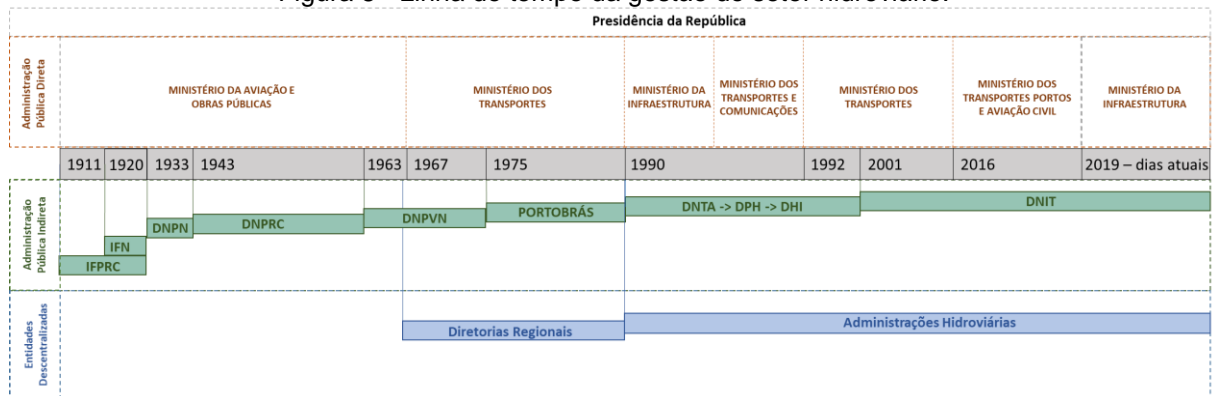 Figura 3 - Linha do tempo da gestão do setor hidroviário.
Presidência da República
Administração
Pública Direta
MINISTÉRIO DA AVIAÇÃO E
OBRAS PÚBLICAS
MINISTÉRIO DOS
TRANSPORTES
MINISTÉRIO DA
INFRAESTRUTURA
MINISTÉRIO DOS
TRANSPORTES E
COMUNICAÇÕES
MINISTÉRIO DOS
TRANSPORTES
MINISTÉRIO DOS
TRANSPORTES PORTOS
E AVIAÇÃO CIVIL
MINISTÉRIO DA
INFRAESTRUTURA
1911 1920 1933 1943 1963 1967 1975 1990 1992 2001 2016 2019 – dias atuais
Administração
Pública Indireta
IFPRC
IFN
DNPN
DNPRC
DNPVN
PORTOBRÁS
DNTA -> DPH -> DHI
DNIT
Entidades
Descentralizadas
Diretorias Regionais
Administrações Hidroviárias